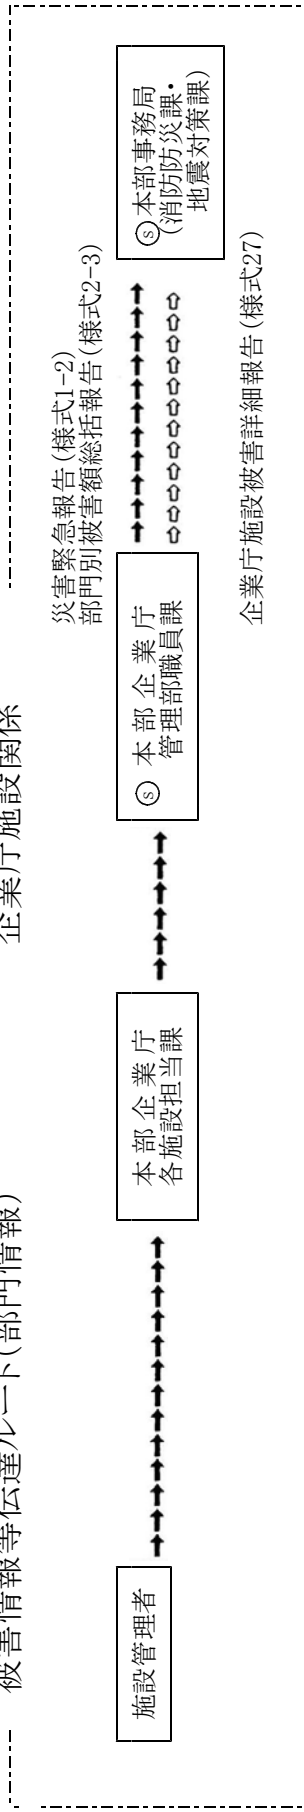 被害情報等伝達ルート(部門情報)
企業庁施設関係
施設管理者
本部企業庁
各施設担当課
Ⓢ 本部企業庁
管理部職員課
災害緊急報告(様式1-2)
部門別被害額総括報告(様式2-3)
企業庁施設被害詳細報告(様式27)
Ⓢ本部事務局
(消防防災課・
地震対策課)